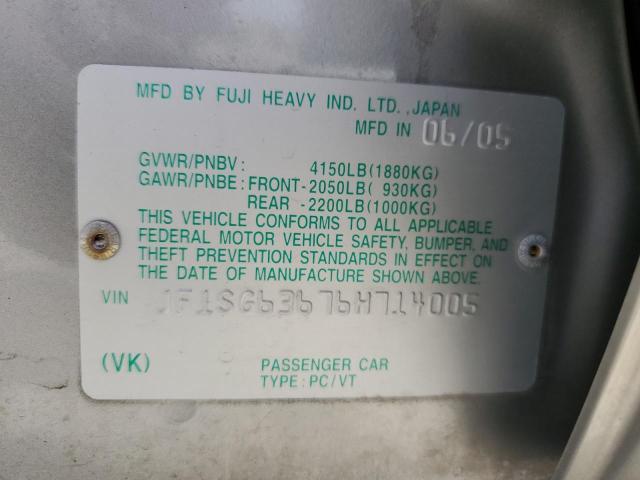 MFD BY FUJI HEAVY IND. LTD.,JAPAN
MFD IN 06/05
GVWR/PNBV: 4150LB(1880KG)
GAWR/PNBE: FRONT-2050LB( 930KG)
REAR -2200LB(1000KG)
THIS VEHICLE CONFORMS TO ALL APPLICABLE
FEDERAL MOTOR VEHICLE SAFETY, BUMPER, AND
THEFT PREVENTION STANDARDS IN EFFECT ON
THE DATE OF MANUFACTURE SHOWN ABOVE.
VIN JF1SG63676H714005
(VK) PASSENGER CAR
TYPE: PC/VT